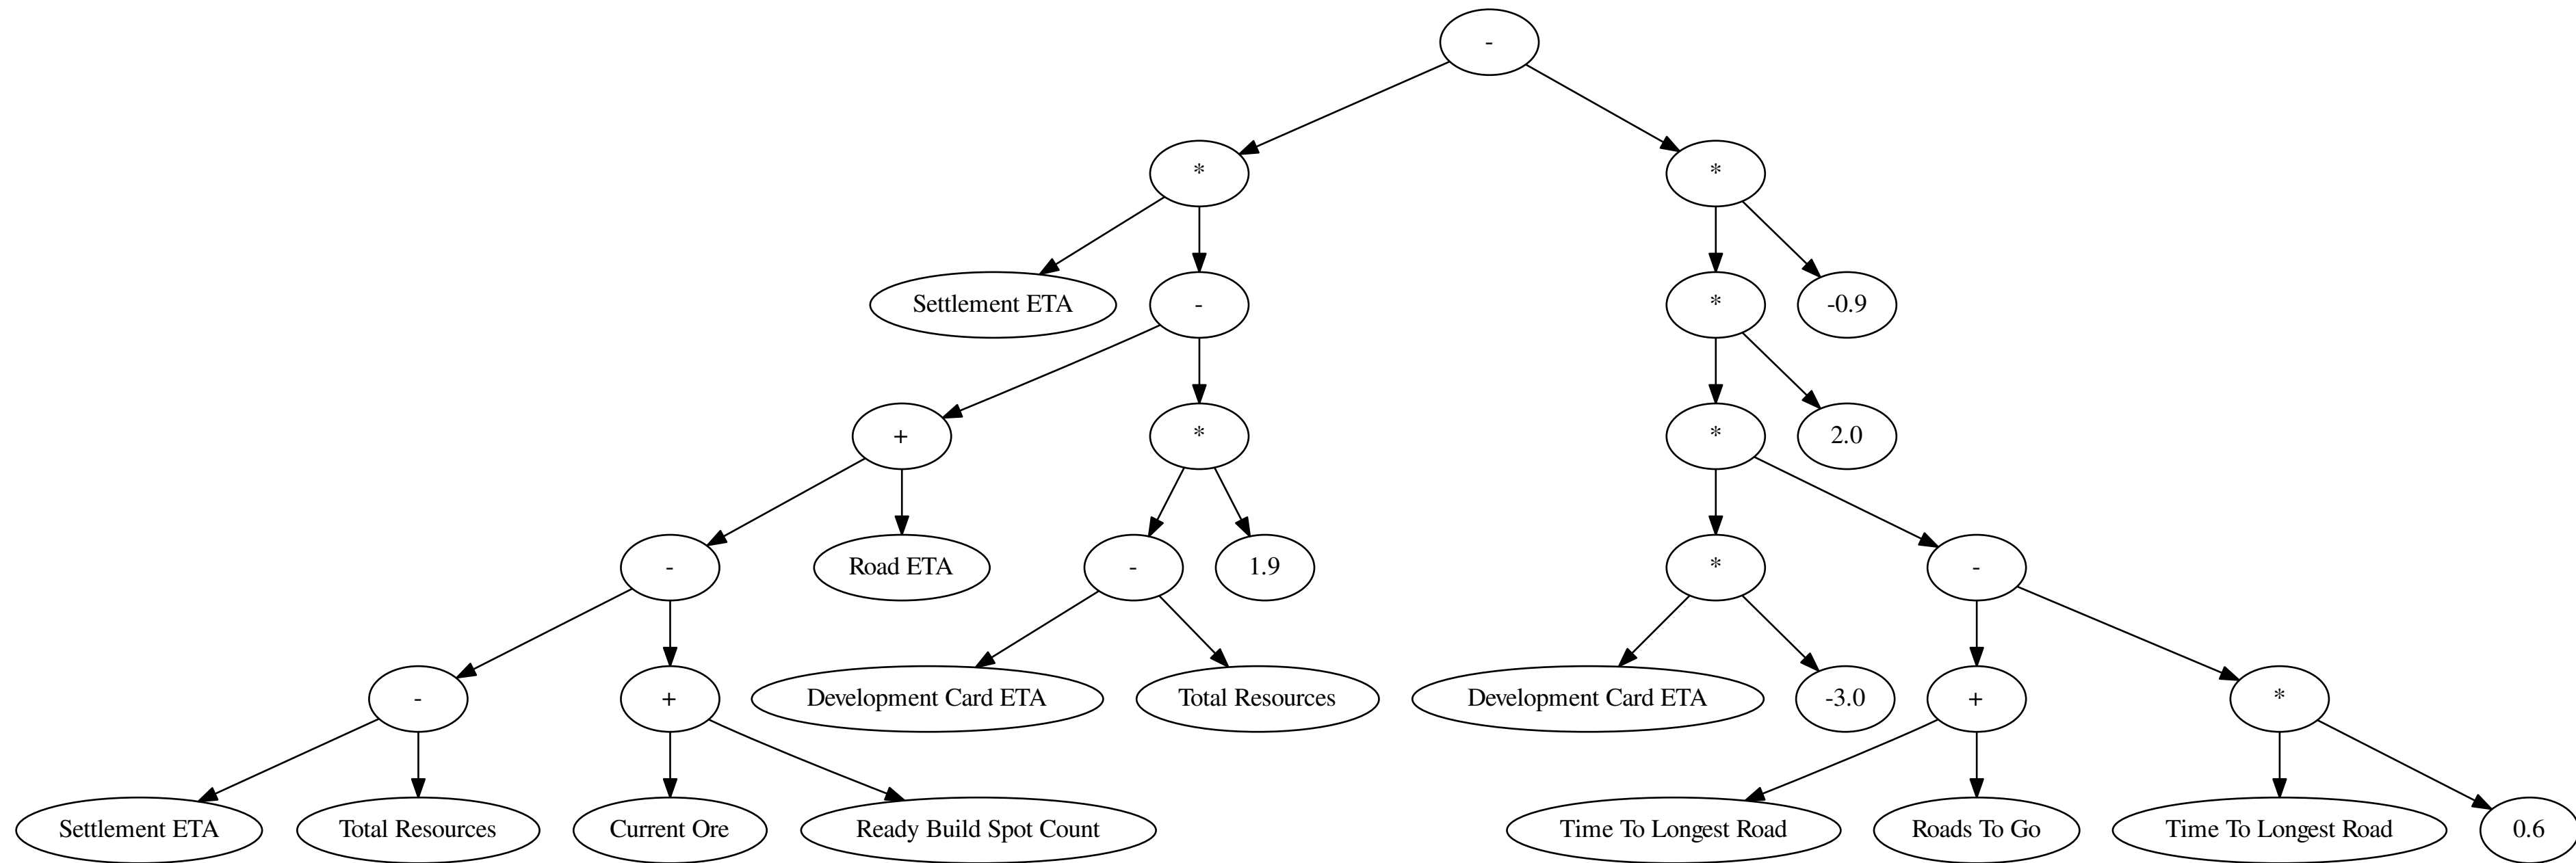 -
*
*
Settlement ETA
-
*
-0.9
+
*
*
2.0
-
Road ETA
-
1.9
*
-
-
+
Development Card ETA
Total Resources
Development Card ETA
-3.0
+
*
Settlement ETA
Total Resources
Current Ore
Ready Build Spot Count
Time To Longest Road
Roads To Go
Time To Longest Road
0.6